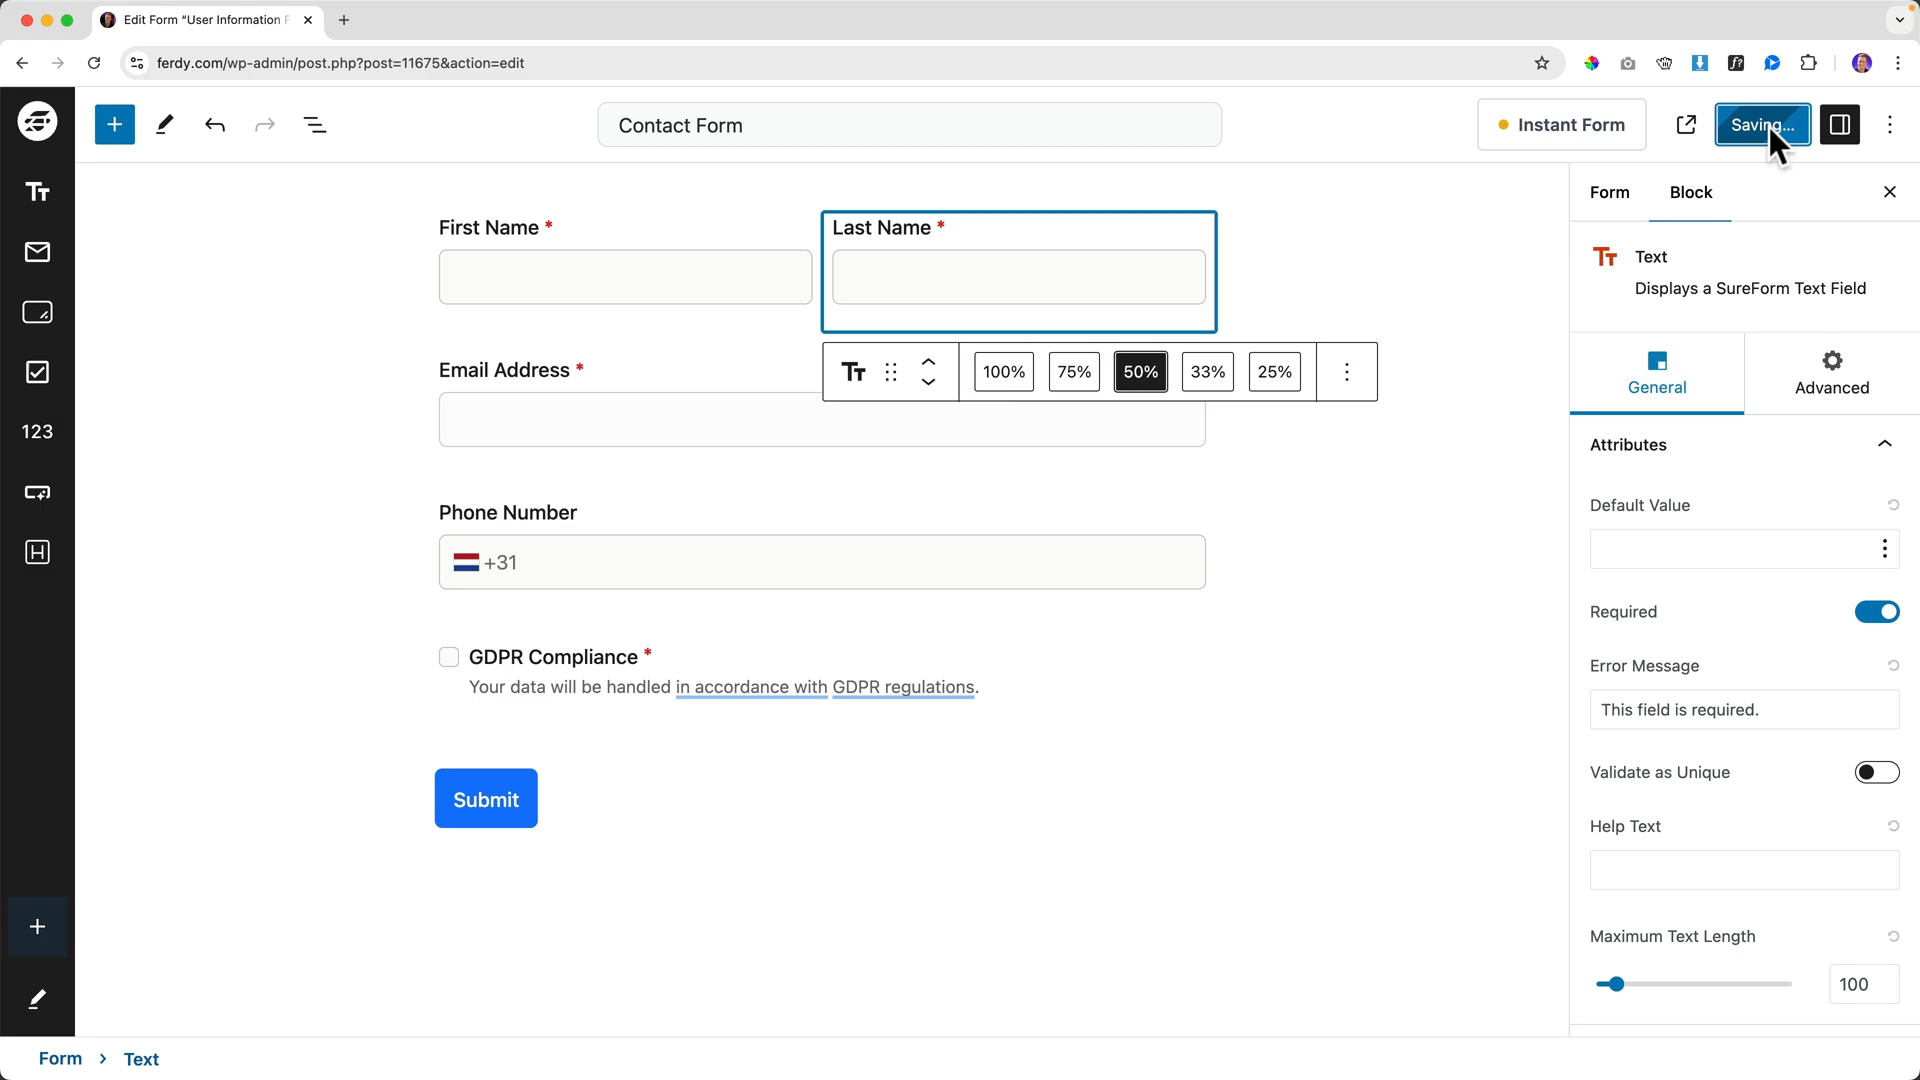 Edit Form "User Information F
ferdy.com/wp-admin/post.php?post=11675&action=edit
Contact Form
Instant Form
Saving...
Form
Block
Text
Displays a SureForm Text Field
General
Advanced
Attributes
Default Value
Required
Error Message
This field is required.
Validate as Unique
Help Text
Maximum Text Length
100
123
First Name *
Last Name *
100%
75%
50%
33%
25%
Email Address *
Phone Number
+31
GDPR Compliance *
Your data will be handled in accordance with GDPR regulations.
Submit
Form > Text